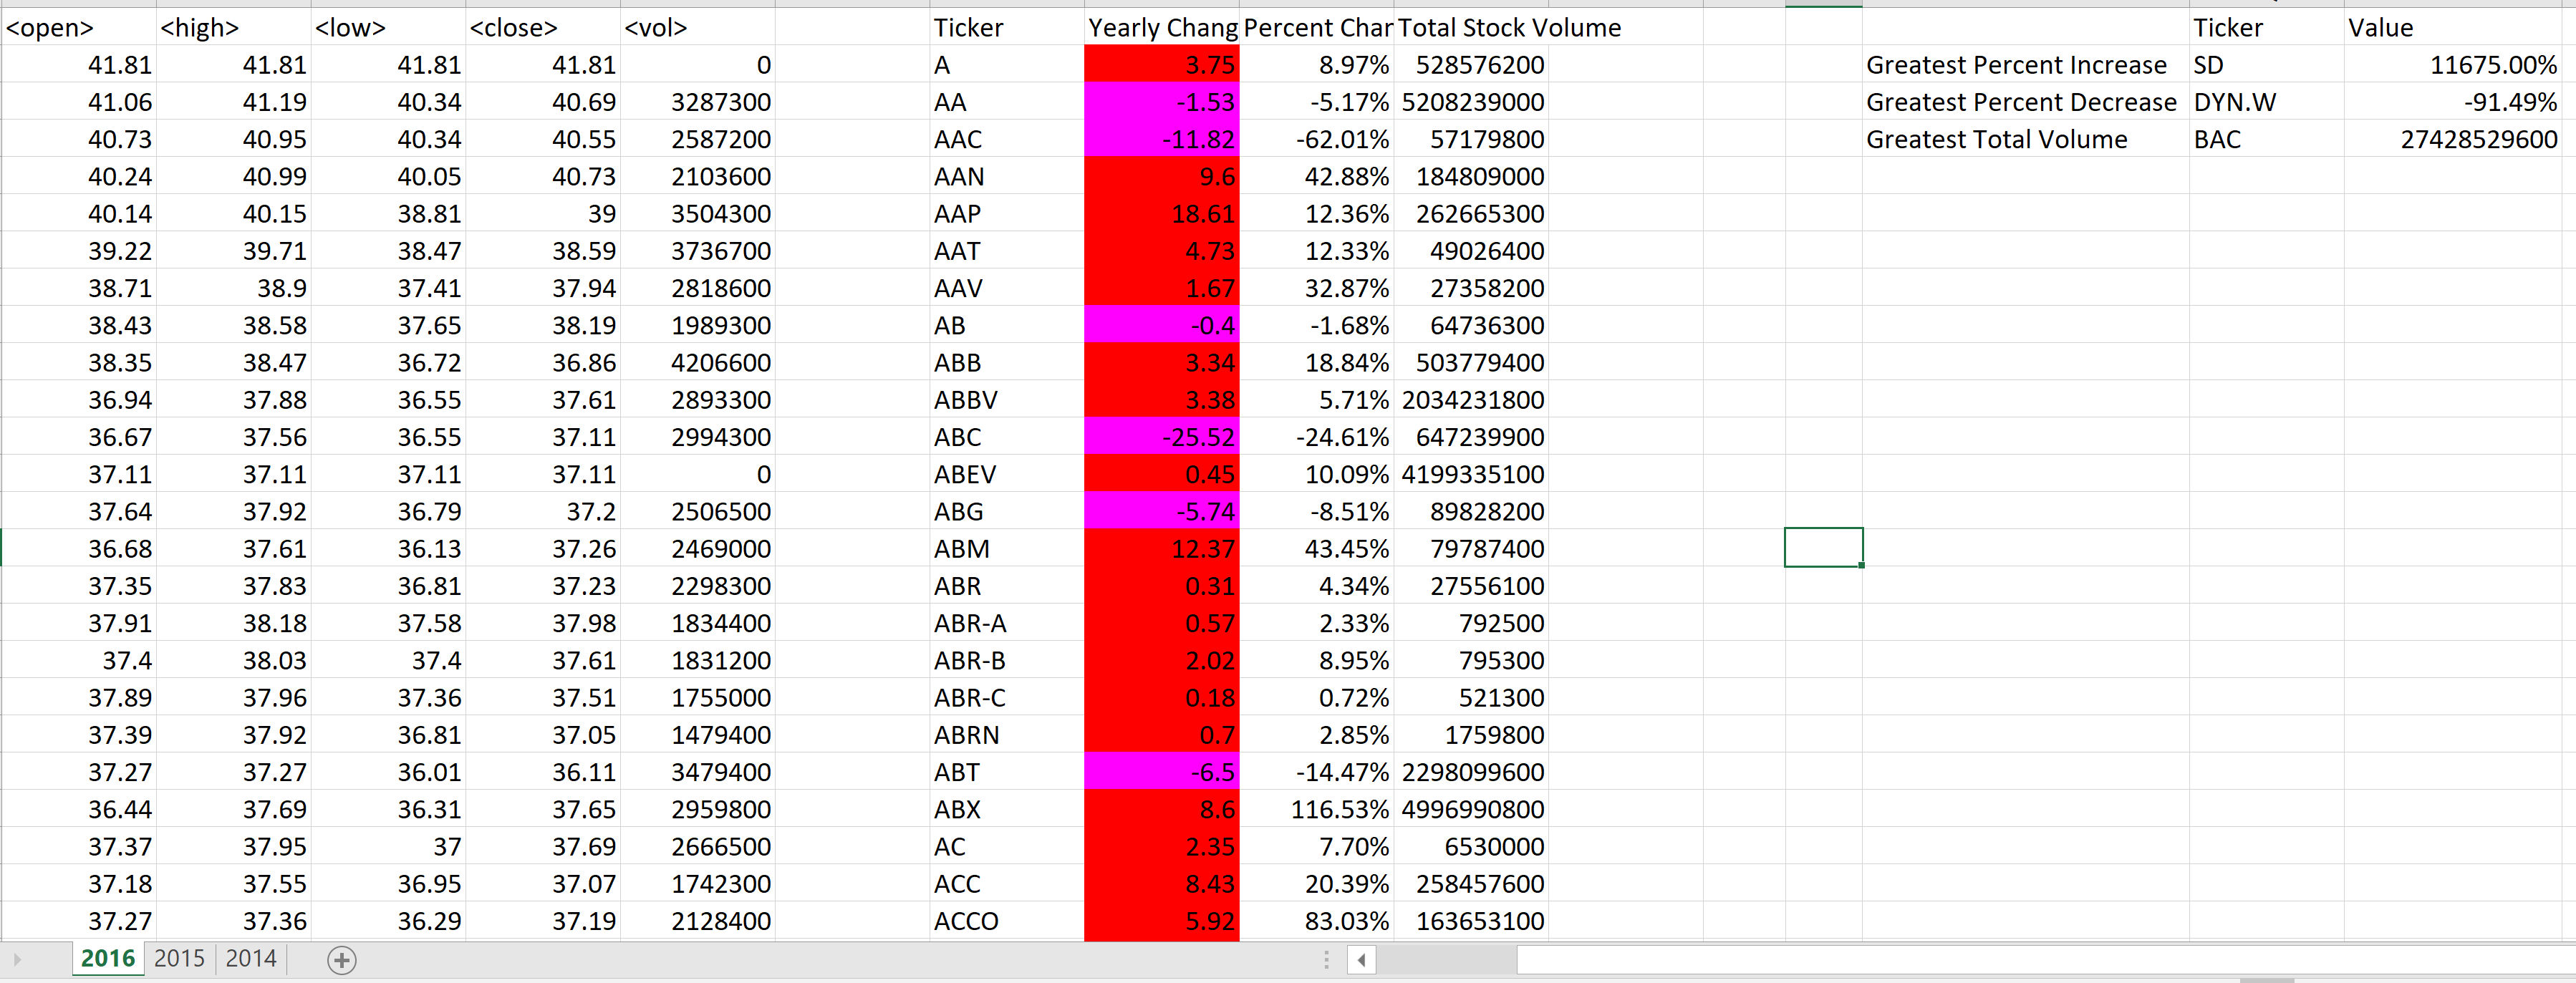 <open> <high> <low> <close> <vol> Ticker Yearly Chang Percent Char Total Stock Volume Ticker Value
41.81 41.81 41.81 41.81 0 A 3.75 8.97% 528576200 Greatest Percent Increase SD 11675.00%
41.06 41.19 40.34 40.69 3287300 AA -1.53 -5.17% 5208239000 Greatest Percent Decrease DYN.W -91.49%
40.73 40.95 40.34 40.55 2587200 AAC -11.82 -62.01% 57179800 Greatest Total Volume BAC 27428529600
40.24 40.99 40.05 40.73 2103600 AAN 9.6 42.88% 184809000
40.14 40.15 38.81 39 3504300 AAP 18.61 12.36% 262665300
39.22 39.71 38.47 38.59 3736700 AAT 4.73 12.33% 49026400
38.71 38.9 37.41 37.94 2818600 AAV 1.67 32.87% 27358200
38.43 38.58 37.65 38.19 1989300 AB -0.4 -1.68% 64736300
38.35 38.47 36.72 36.86 4206600 ABB 3.34 18.84% 503779400
36.94 37.88 36.55 37.61 2893300 ABBV 3.38 5.71% 2034231800
36.67 37.56 36.55 37.11 2994300 ABC -25.52 -24.61% 647239900
37.11 37.11 37.11 37.11 0 ABEV 0.45 10.09% 4199335100
37.64 37.92 36.79 37.2 2506500 ABG -5.74 -8.51% 89828200
36.68 37.61 36.13 37.26 2469000 ABM 12.37 43.45% 79787400
37.35 37.83 36.81 37.23 2298300 ABR 0.31 4.34% 27556100
37.91 38.18 37.58 37.98 1834400 ABR-A 0.57 2.33% 792500
37.4 38.03 37.4 37.61 1831200 ABR-B 2.02 8.95% 795300
37.89 37.96 37.36 37.51 1755000 ABR-C 0.18 0.72% 521300
37.39 37.92 36.81 37.05 1479400 ABRN 0.7 2.85% 1759800
37.27 37.27 36.01 36.11 3479400 ABT -6.5 -14.47% 2298099600
36.44 37.69 36.31 37.65 2959800 ABX 8.6 116.53% 4996990800
37.37 37.95 37 37.69 2666500 AC 2.35 7.70% 6530000
37.18 37.55 36.95 37.07 1742300 ACC 8.43 20.39% 258457600
37.27 37.36 36.29 37.19 2128400 ACCO 5.92 83.03% 163653100
2016 2015 2014